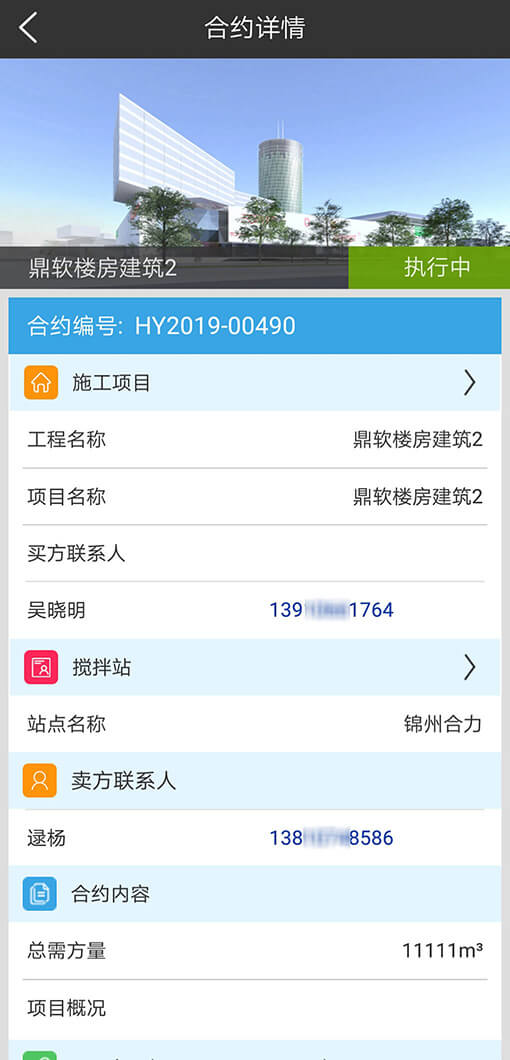 合约详情
鼎软楼房建筑2 执行中
合约编号: HY2019-00490
施工项目
工程名称 鼎软楼房建筑2
项目名称 鼎软楼房建筑2
买方联系人
吴晓明 139 1764
搅拌站
站点名称 锦州合力
卖方联系人
逯杨 138 8586
合约内容
总需方量 11111m³
项目概况